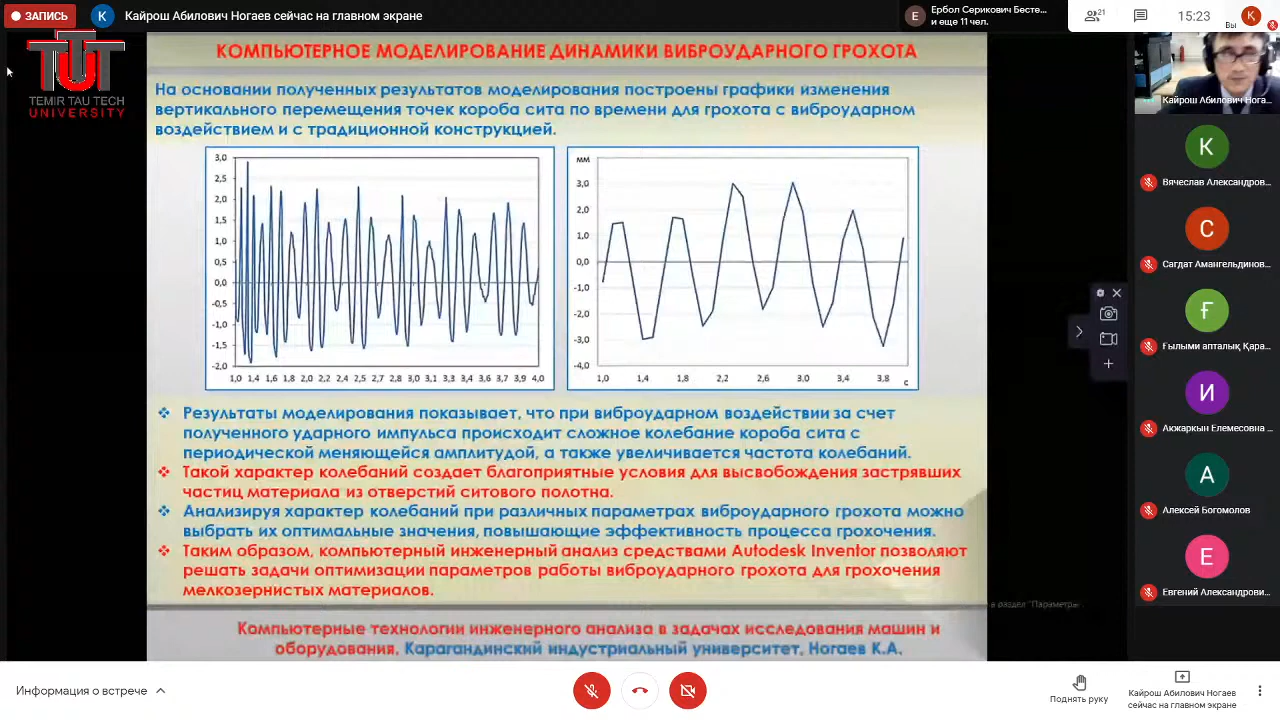 ЗАПИСЬ
К
Кайрош Абилович Ногаев сейчас на главном экране
Е
Ербол Серикович Бесте...
и еще 11 чел.
21
15:23
Вы
К
TEMIRTAU TECH
UNIVERSITY
КОМПЬЮТЕРНОЕ МОДЕЛИРОВАНИЕ ДИНАМИКИ ВИБРОУДАРНОГО ГРОХОТА
На основании полученных результатов моделирования построены графики изменения
вертикального перемещения точек короба сита по времени для грохота с виброударном
воздействием и с традиционной конструкцией.
3,0
2,5
2,0
1,5
1,0
0,5
0,0
-0,5
-1,0
-1,5
-2,0
1,0 1,4 1,6 1,8 2,0 2,2 2,4 2,5 2,7 2,8 3,0 3,1 3,3 3,4 3,6 3,7 3,9 4,0
мм
3,0
2,0
1,0
0,0
-1,0
-2,0
-3,0
-4,0
1,0 1,4 1,8 2,2 2,6 3,0 3,4 3,8 с
Результаты моделирования показывает, что при виброударном воздействии за счет
полученного ударного импульса происходит сложное колебание короба сита с
периодической меняющейся амплитудой, а также увеличивается частота колебаний.
Такой характер колебаний создает благоприятные условия для высвобождения застрявших
частиц материала из отверстий ситового полотна.
Анализируя характер колебаний при различных параметрах виброударного грохота можно
выбрать их оптимальные значения, повышающие эффективность процесса грохочения.
Таким образом, компьютерный инженерный анализ средствами Autodesk Inventor позволяют
решать задачи оптимизации параметров работы виброударного грохота для грохочения
мелкозернистых материалов.
Компьютерные технологии инженерного анализа в задачах исследования машин и
оборудования. Карагандинский индустриальный университет, Ногаев К.А.
в раздел "Параметры".
Кайрош Абилович Нога...
К
Вячеслав Александров...
С
Сагдат Амангельдинов...
Ғ
Ғылыми апталық Қара...
И
Акжаркын Елемесовна ...
А
Алексей Богомолов
Е
Евгений Александрови...
Информация о встрече
Поднять руку
Кайрош Абилович Ногаев
сейчас на главном экране